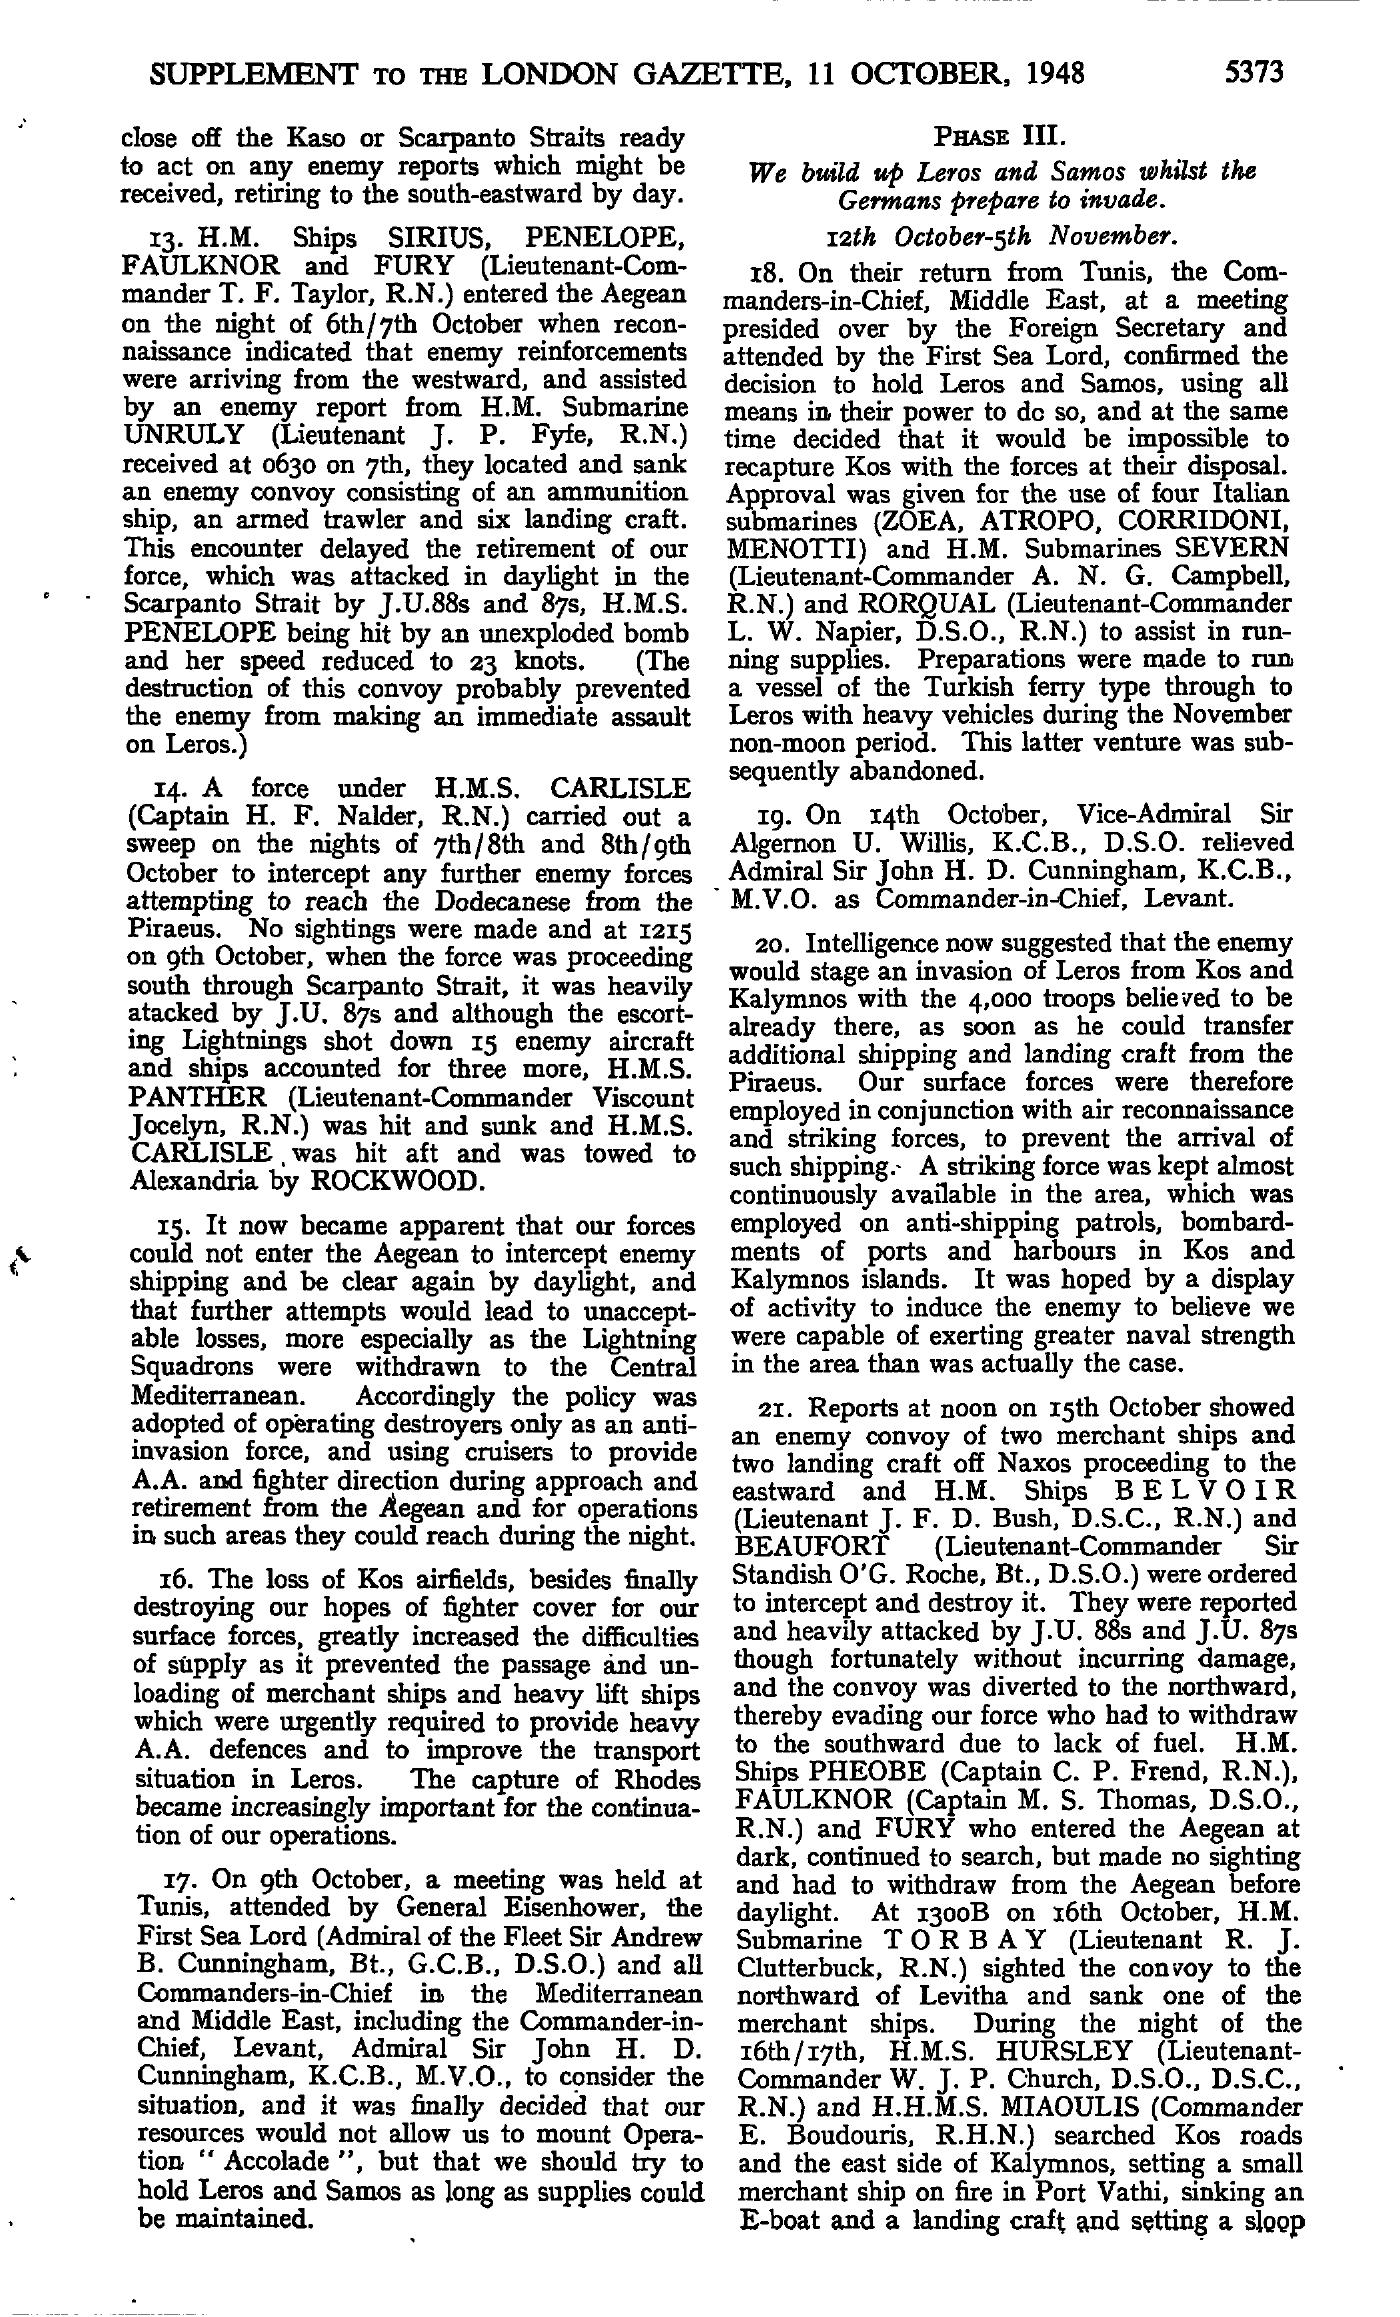 SUPPLEMENT TO THE LONDON GAZETTE, 11 OCTOBER, 1948 5373
close off the Kaso or Scarpanto Straits ready
to act on any enemy reports which might be
received, retiring to the south-eastward by day.
13. H.M. Ships SIRIUS, PENELOPE,
FAULKNOR and FURY (Lieutenant-Com-
mander T. F. Taylor, R.N.) entered the Aegean
on the night of 6th/7th October when recon-
naissance indicated that enemy reinforcements
were arriving from the westward, and assisted
by an enemy report from H.M. Submarine
UNRULY (Lieutenant J. P. Fyfe, R.N.)
received at 0630 on 7th, they located and sank
an enemy convoy consisting of an ammunition
ship, an armed trawler and six landing craft.
This encounter delayed the retirement of our
force, which was attacked in daylight in the
Scarpanto Strait by J.U.88s and 87s, H.M.S.
PENELOPE being hit by an unexploded bomb
and her speed reduced to 23 knots. (The
destruction of this convoy probably prevented
the enemy from making an immediate assault
on Leros.)
14. A force under H.M.S. CARLISLE
(Captain H. F. Nalder, R.N.) carried out a
sweep on the nights of 7th/8th and 8th/9th
October to intercept any further enemy forces
attempting to reach the Dodecanese from the
Piraeus. No sightings were made and at 1215
on 9th October, when the force was proceeding
south through Scarpanto Strait, it was heavily
atacked by J.U. 87s and although the escort-
ing Lightnings shot down 15 enemy aircraft
and ships accounted for three more, H.M.S.
PANTHER (Lieutenant-Commander Viscount
Jocelyn, R.N.) was hit and sunk and H.M.S.
CARLISLE was hit aft and was towed to
Alexandria by ROCKWOOD.
15. It now became apparent that our forces
could not enter the Aegean to intercept enemy
shipping and be clear again by daylight, and
that further attempts would lead to unaccept-
able losses, more especially as the Lightning
Squadrons were withdrawn to the Central
Mediterranean. Accordingly the policy was
adopted of operating destroyers only as an anti-
invasion force, and using cruisers to provide
A.A. and fighter direction during approach and
retirement from the Aegean and for operations
in such areas they could reach during the night.
16. The loss of Kos airfields, besides finally
destroying our hopes of fighter cover for our
surface forces, greatly increased the difficulties
of supply as it prevented the passage and un-
loading of merchant ships and heavy lift ships
which were urgently required to provide heavy
A.A. defences and to improve the transport
situation in Leros. The capture of Rhodes
became increasingly important for the continua-
tion of our operations.
17. On 9th October, a meeting was held at
Tunis, attended by General Eisenhower, the
First Sea Lord (Admiral of the Fleet Sir Andrew
B. Cunningham, Bt., G.C.B., D.S.O.) and all
Commanders-in-Chief in the Mediterranean
and Middle East, including the Commander-in-
Chief, Levant, Admiral Sir John H. D.
Cunningham, K.C.B., M.V.O., to consider the
situation, and it was finally decided that our
resources would not allow us to mount Opera-
tion " Accolade ", but that we should try to
hold Leros and Samos as long as supplies could
be maintained.
PHASE III.
We build up Leros and Samos whilst the
Germans prepare to invade.
12th October-5th November.
18. On their return from Tunis, the Com-
manders-in-Chief, Middle East, at a meeting
presided over by the Foreign Secretary and
attended by the First Sea Lord, confirmed the
decision to hold Leros and Samos, using all
means in their power to do so, and at the same
time decided that it would be impossible to
recapture Kos with the forces at their disposal.
Approval was given for the use of four Italian
submarines (ZOEA, ATROPO, CORRIDONI,
MENOTTI) and H.M. Submarines SEVERN
(Lieutenant-Commander A. N. G. Campbell,
R.N.) and RORQUAL (Lieutenant-Commander
L. W. Napier, D.S.O., R.N.) to assist in run-
ning supplies. Preparations were made to run
a vessel of the Turkish ferry type through to
Leros with heavy vehicles during the November
non-moon period. This latter venture was sub-
sequently abandoned.
19. On 14th October, Vice-Admiral Sir
Algernon U. Willis, K.C.B., D.S.O. relieved
Admiral Sir John H. D. Cunningham, K.C.B.,
M.V.O. as Commander-in-Chief, Levant.
20. Intelligence now suggested that the enemy
would stage an invasion of Leros from Kos and
Kalymnos with the 4,000 troops believed to be
already there, as soon as he could transfer
additional shipping and landing craft from the
Piraeus. Our surface forces were therefore
employed in conjunction with air reconnaissance
and striking forces, to prevent the arrival of
such shipping. A striking force was kept almost
continuously available in the area, which was
employed on anti-shipping patrols, bombard-
ments of ports and harbours in Kos and
Kalymnos islands. It was hoped by a display
of activity to induce the enemy to believe we
were capable of exerting greater naval strength
in the area than was actually the case.
21. Reports at noon on 15th October showed
an enemy convoy of two merchant ships and
two landing craft off Naxos proceeding to the
eastward and H.M. Ships BELVOIR
(Lieutenant J. F. D. Bush, D.S.C., R.N.) and
BEAUFORT (Lieutenant-Commander Sir
Standish O'G. Roche, Bt., D.S.O.) were ordered
to intercept and destroy it. They were reported
and heavily attacked by J.U. 88s and J.U. 87s
though fortunately without incurring damage,
and the convoy was diverted to the northward,
thereby evading our force who had to withdraw
to the southward due to lack of fuel. H.M.
Ships PHEOBE (Captain C. P. Frend, R.N.),
FAULKNOR (Captain M. S. Thomas, D.S.O.,
R.N.) and FURY who entered the Aegean at
dark, continued to search, but made no sighting
and had to withdraw from the Aegean before
daylight. At 1300B on 16th October, H.M.
Submarine TORBAY (Lieutenant R. J.
Clutterbuck, R.N.) sighted the convoy to the
northward of Levitha and sank one of the
merchant ships. During the night of the
16th/17th, H.M.S. HURSLEY (Lieutenant-
Commander W. J. P. Church, D.S.O., D.S.C.,
R.N.) and H.H.M.S. MIAOULIS (Commander
E. Boudouris, R.H.N.) searched Kos roads
and the east side of Kalymnos, setting a small
merchant ship on fire in Port Vathi, sinking an
E-boat and a landing craft and setting a sloop